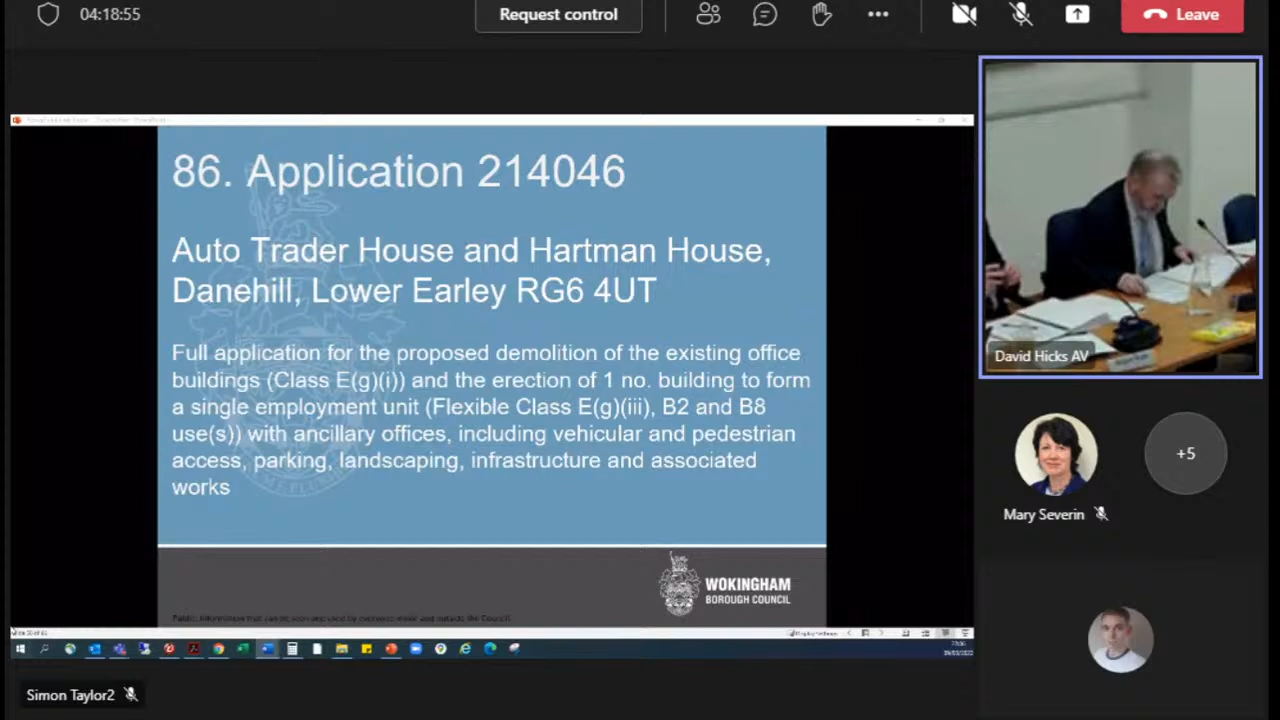 04:18:55
Request control
Leave
86. Application 214046
Auto Trader House and Hartman House,
Danehill, Lower Earley RG6 4UT
Full application for the proposed demolition of the existing office
buildings (Class E(g)(i)) and the erection of 1 no. building to form
a single employment unit (Flexible Class E(g)(iii), B2 and B8
use(s)) with ancillary offices, including vehicular and pedestrian
access, parking, landscaping, infrastructure and associated
works
WOKINGHAM
BOROUGH COUNCIL
David Hicks AV
+5
Mary Severin
Simon Taylor2